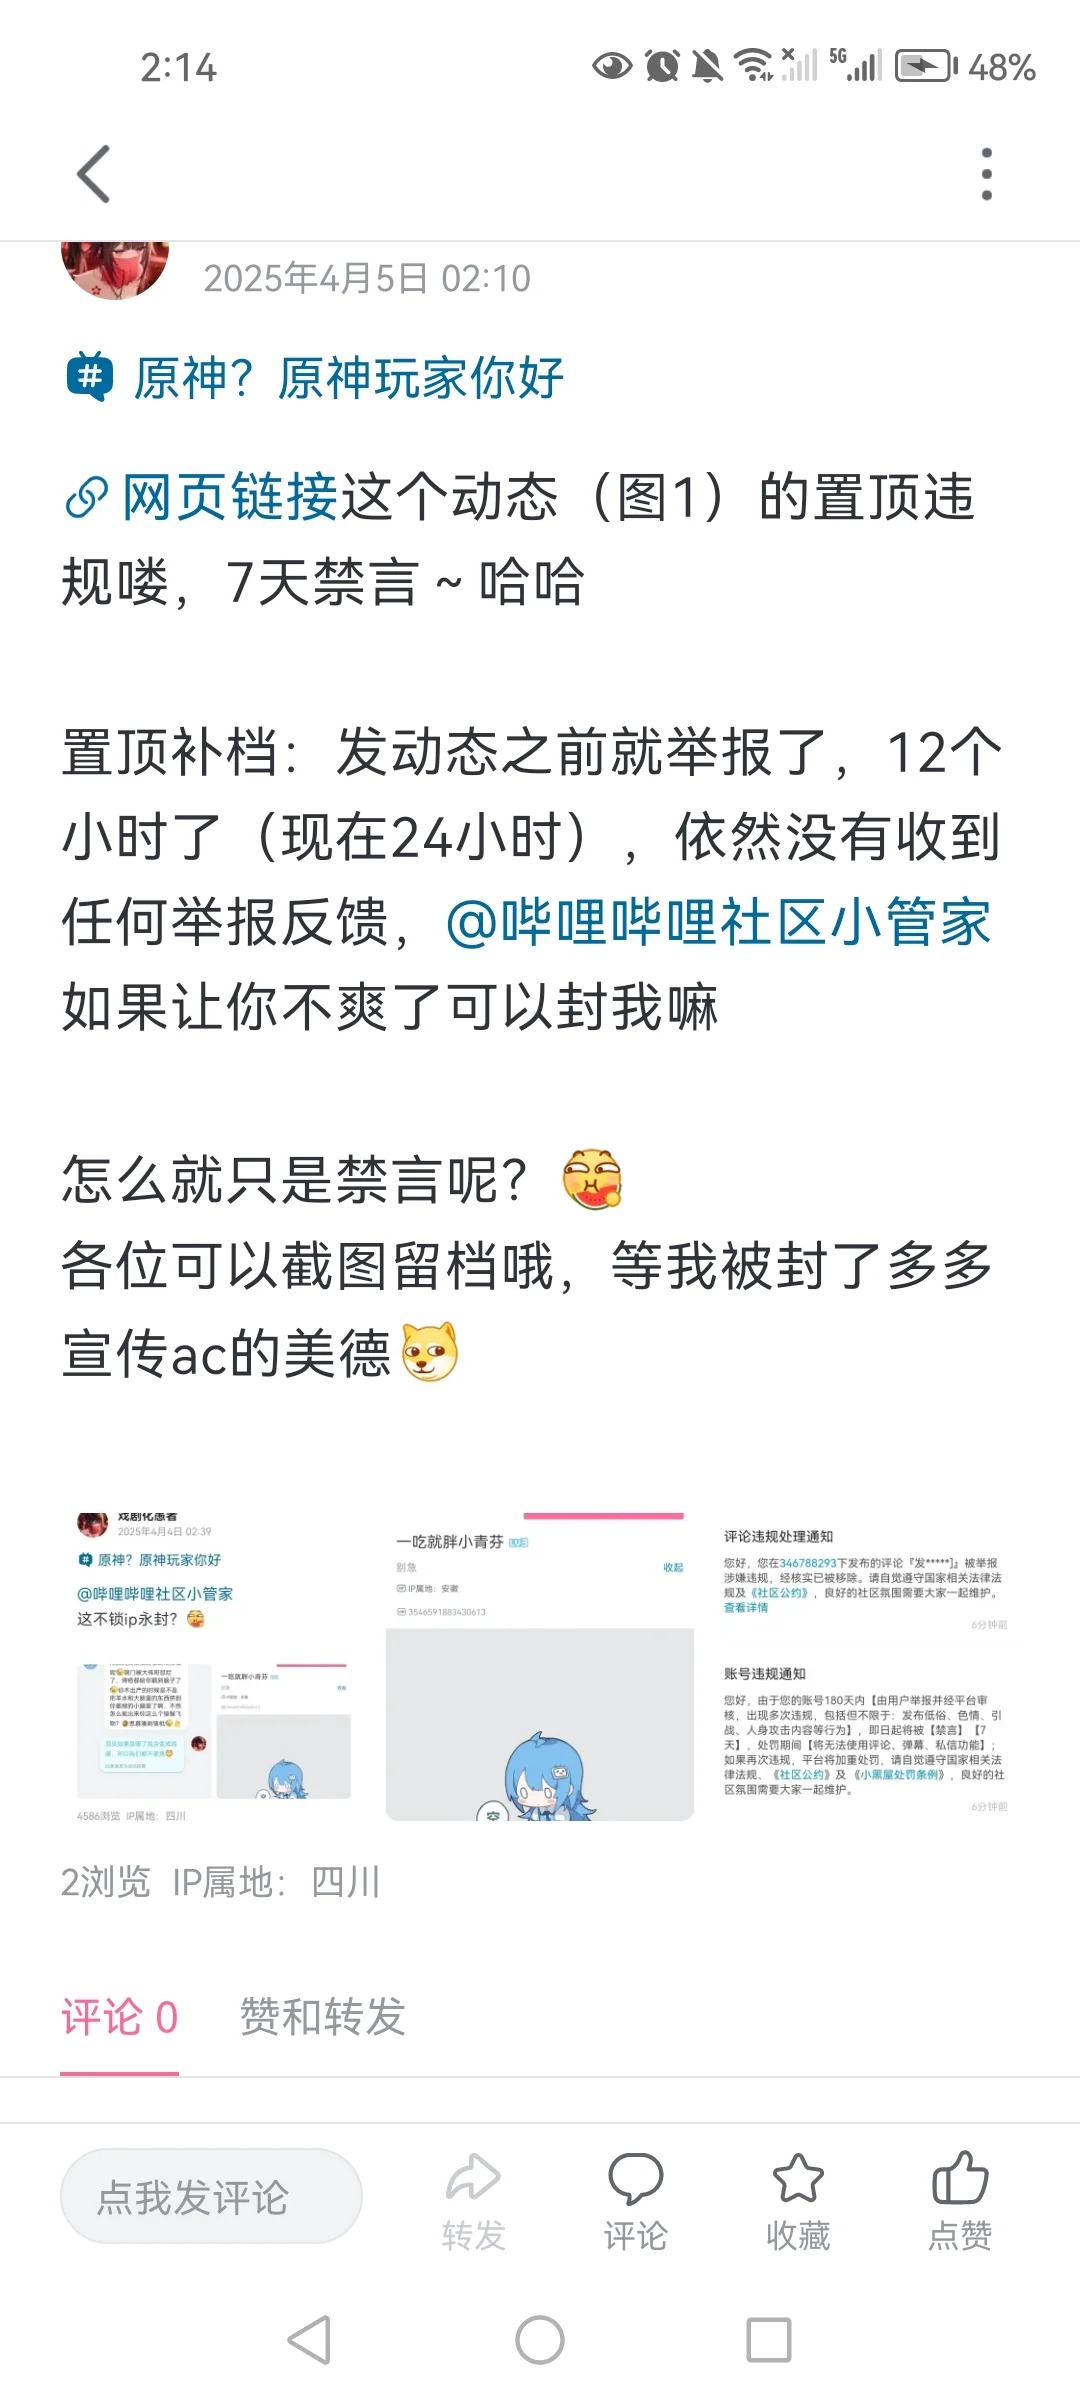 2:14
5G
48%
2025年4月5日 02:10
原神？原神玩家你好
网页链接这个动态（图1）的置顶违
规喽，7天禁言～哈哈
置顶补档：发动态之前就举报了，12个
小时了（现在24小时），依然没有收到
任何举报反馈，@哔哩哔哩社区小管家
如果让你不爽了可以封我嘛
怎么就只是禁言呢？
各位可以截图留档哦，等我被封了多多
宣传ac的美德
戏剧化愚者
2025年4月4日 02:39
原神？原神玩家你好
@哔哩哔哩社区小管家
这不锁ip永封？
一吃就胖小青芬
4586浏览 IP属地：四川
一吃就胖小青芬
别急
收起
IP属地：安徽
3546591883430613
空
评论违规处理通知
您好，您在346788293下发布的评论『发*****』』被举报
涉嫌违规，经核实已被移除。请自觉遵守国家相关法律法
规及《社区公约》，良好的社区氛围需要大家一起维护。
查看详情
6分钟前
账号违规通知
您好，由于您的账号180天内【由用户举报并经平台审
核，出现多次违规，包括但不限于：发布低俗、色情、引
战、人身攻击内容等行为】，即日起将被【禁言】【7
天】，处罚期间【将无法使用评论、弹幕、私信功能】；
如果再次违规，平台将加重处罚，请自觉遵守国家相关法
律法规、《社区公约》及《小黑屋处罚条例》，良好的社
区氛围需要大家一起维护。
6分钟前
2浏览 IP属地：四川
评论 0 赞和转发
点我发评论
转发 评论 收藏 点赞